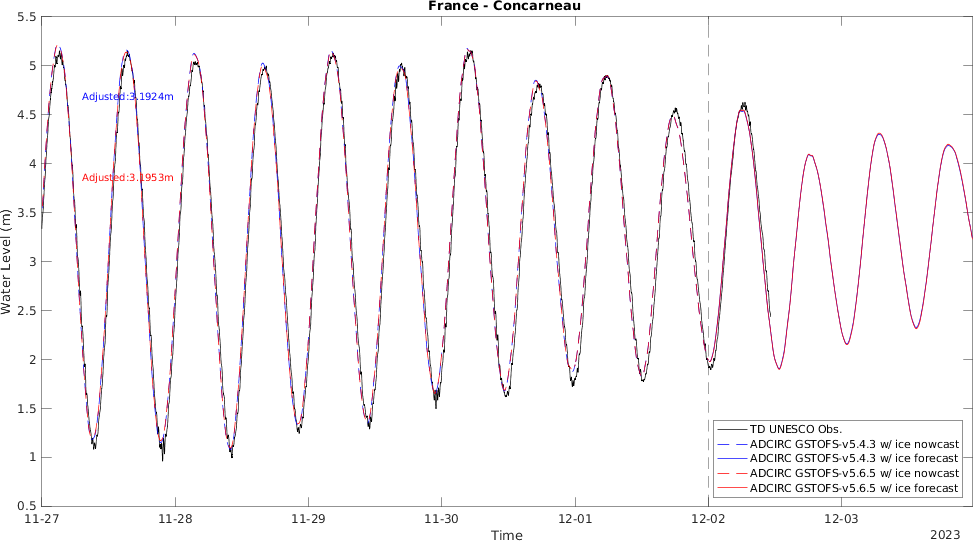 France - Concarneau
5.5
5
4.5
4
3.5
3
2.5
2
1.5
1
0.5
Water Level (m)
Adjusted:3.1924m
Adjusted:3.1953m
TD UNESCO Obs.
ADCIRC GSTOFS-v5.4.3 w/ ice nowcast
ADCIRC GSTOFS-v5.4.3 w/ ice forecast
ADCIRC GSTOFS-v5.6.5 w/ ice nowcast
ADCIRC GSTOFS-v5.6.5 w/ ice forecast
11-27 11-28 11-29 11-30 12-01 12-02 12-03
Time
2023